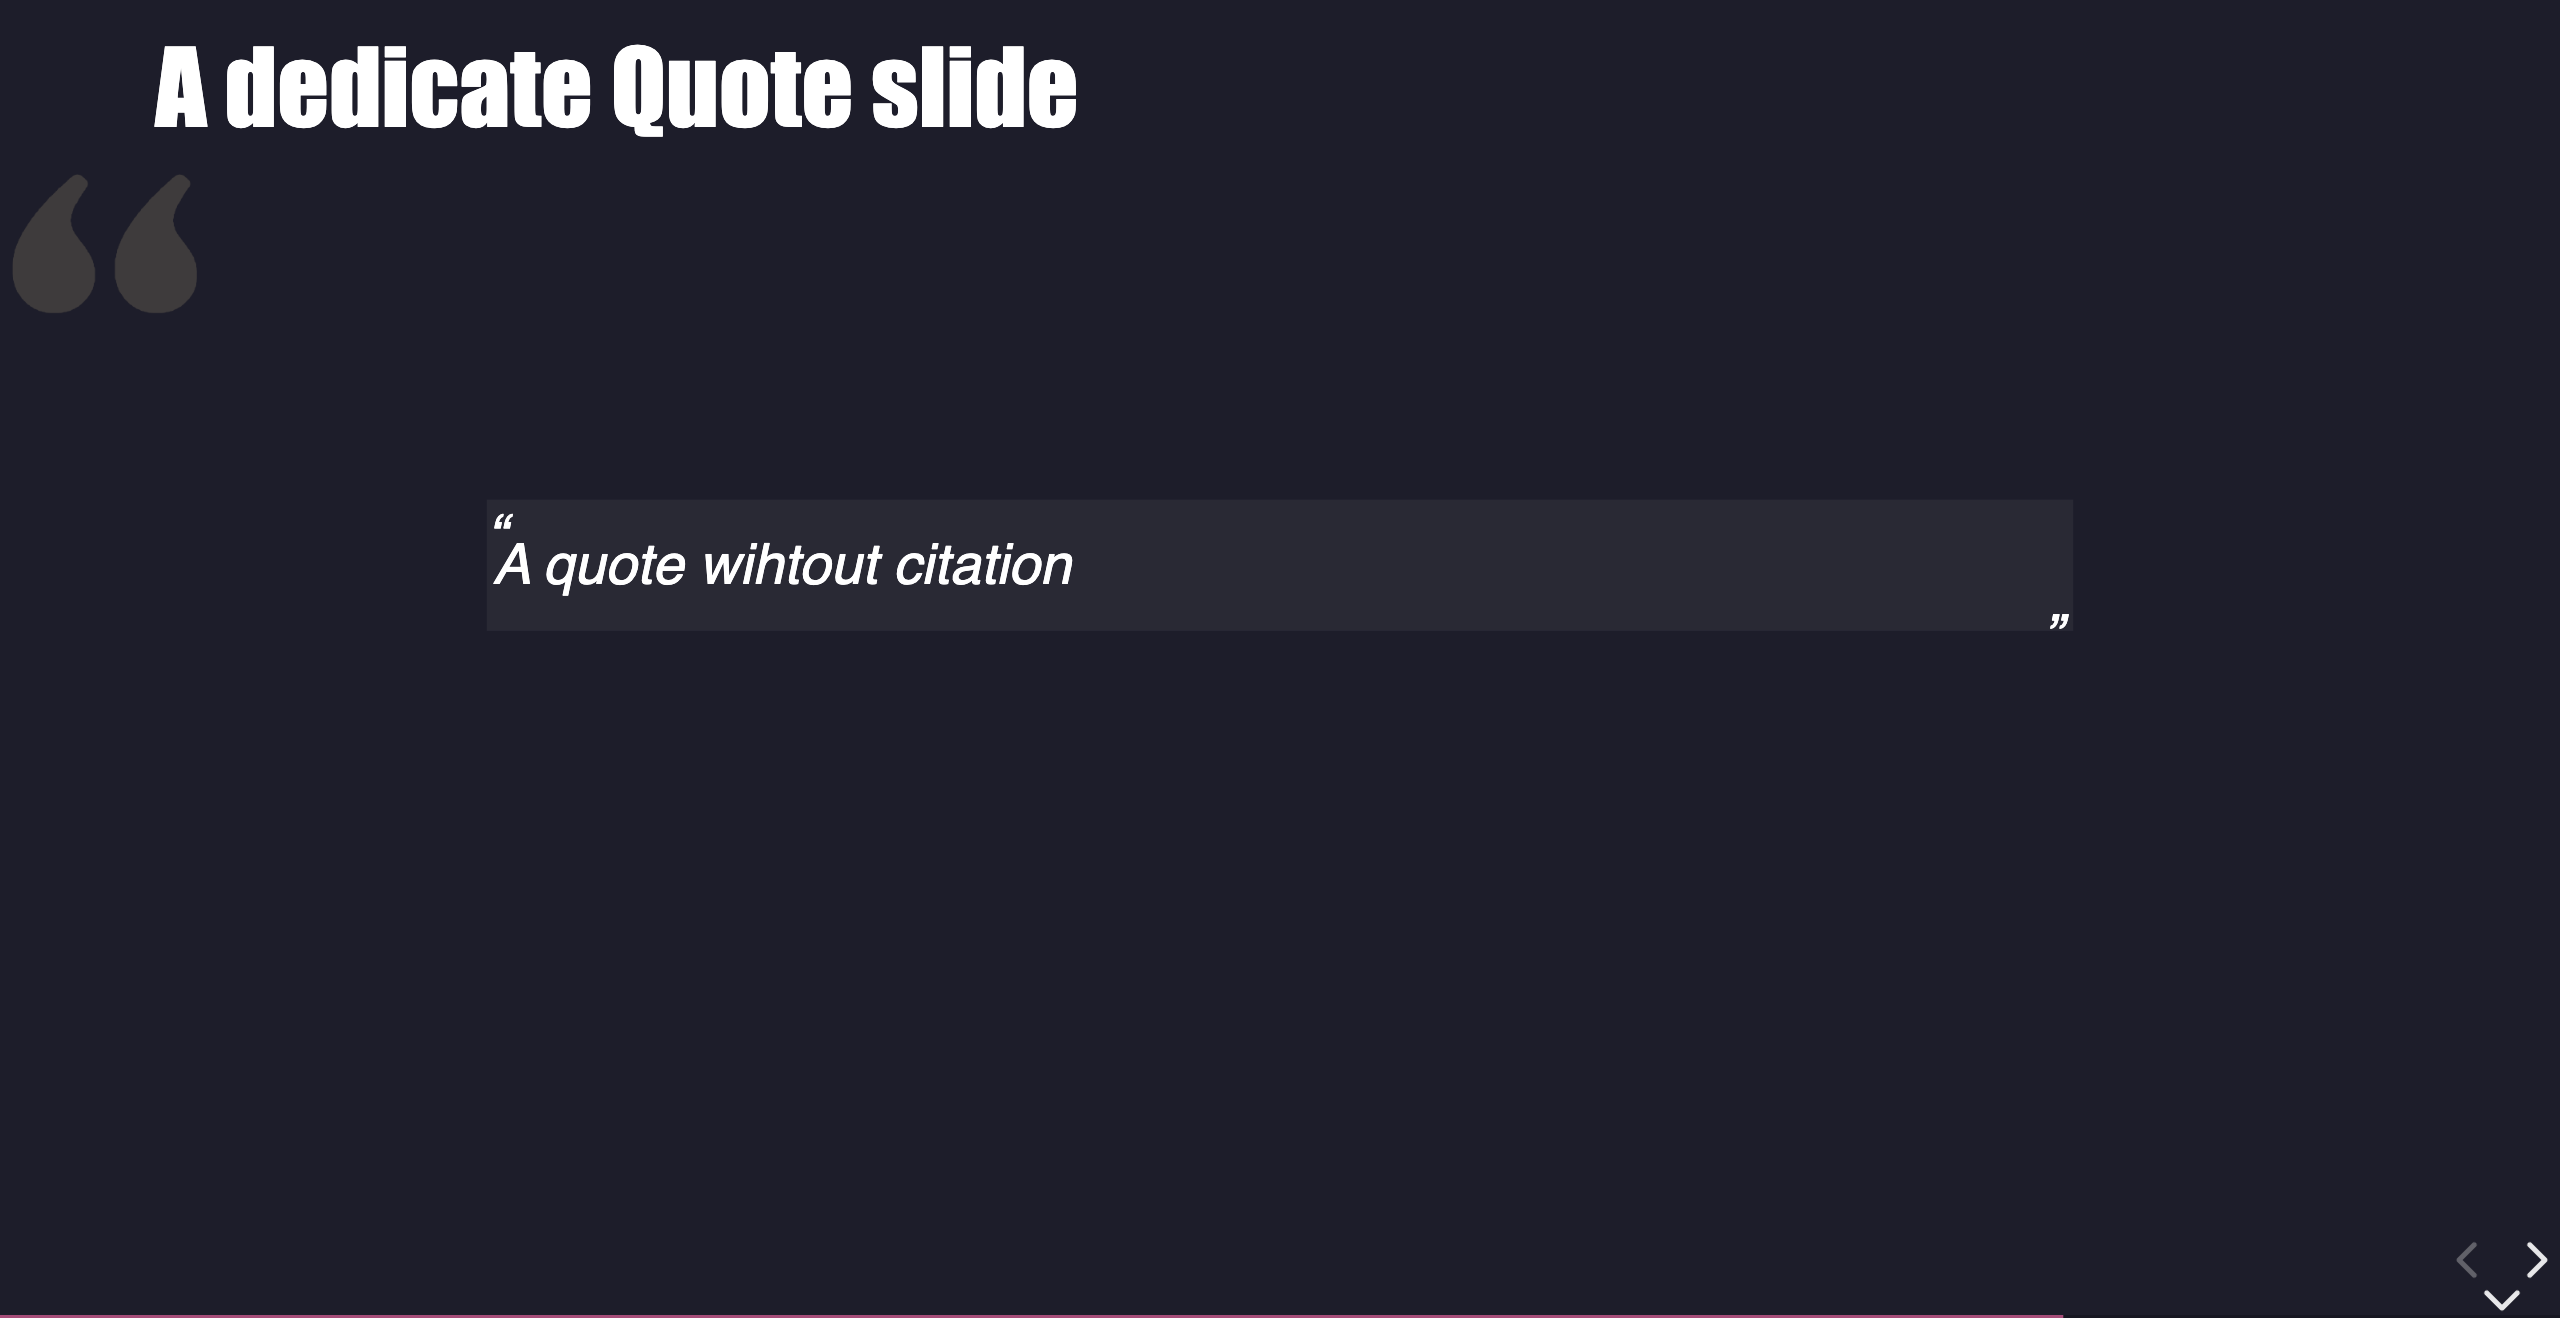 A dedicate Quote slide
“
“
A quote wihtout citation
”